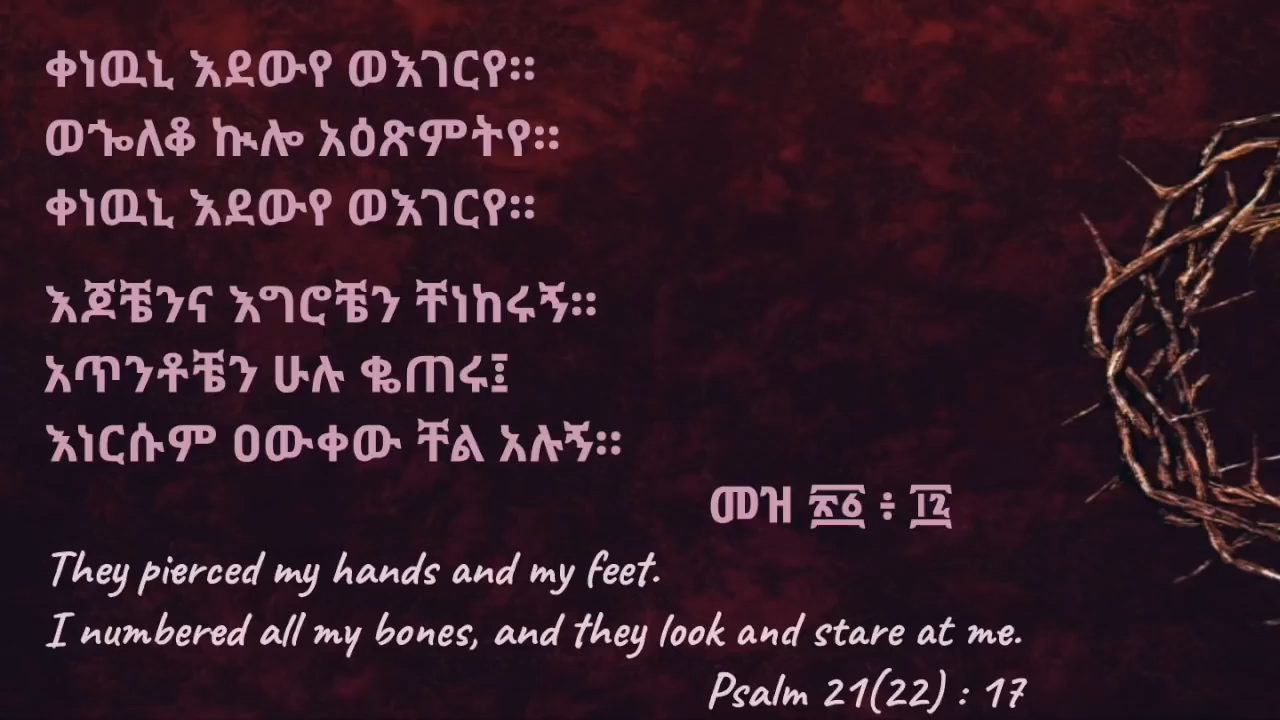 ቀነዉኒ እደውየ ወእገርየ።
ወኈለቆ ኵሎ አዕጽምትየ።
ቀነዉኒ እደውየ ወእገርየ።
እጆቼንና እግሮቼን ቸነከሩኝ።
አጥንቶቼን ሁሉ ቈጠሩ፤
እነርሱም ዐውቀው ቸል አሉኝ።
መዝ ፳፩ ፥ ፲፯
They pierced my hands and my feet.
I numbered all my bones, and they look and stare at me.
Psalm 21(22) : 17